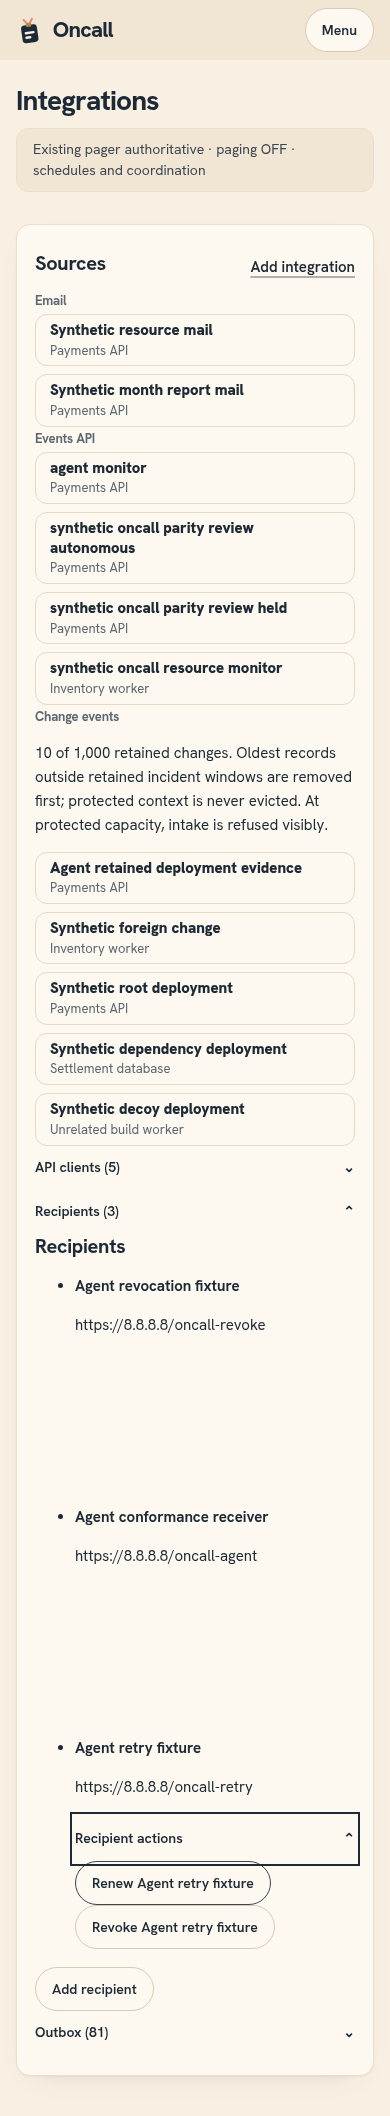 Oncall
Menu
Integrations
Existing pager authoritative · paging OFF ·
schedules and coordination
Sources
Add integration
Email
Synthetic resource mail
Payments API
Synthetic month report mail
Payments API
Events API
agent monitor
Payments API
synthetic oncall parity review
autonomous
Payments API
synthetic oncall parity review held
Payments API
synthetic oncall resource monitor
Inventory worker
Change events
10 of 1,000 retained changes. Oldest records
outside retained incident windows are removed
first; protected context is never evicted. At
protected capacity, intake is refused visibly.
Agent retained deployment evidence
Payments API
Synthetic foreign change
Inventory worker
Synthetic root deployment
Payments API
Synthetic dependency deployment
Settlement database
Synthetic decoy deployment
Unrelated build worker
API clients (5)
Recipients (3)
Recipients
• Agent revocation fixture
https://8.8.8.8/oncall-revoke
• Agent conformance receiver
https://8.8.8.8/oncall-agent
• Agent retry fixture
https://8.8.8.8/oncall-retry
Recipient actions
Renew Agent retry fixture
Revoke Agent retry fixture
Add recipient
Outbox (81)